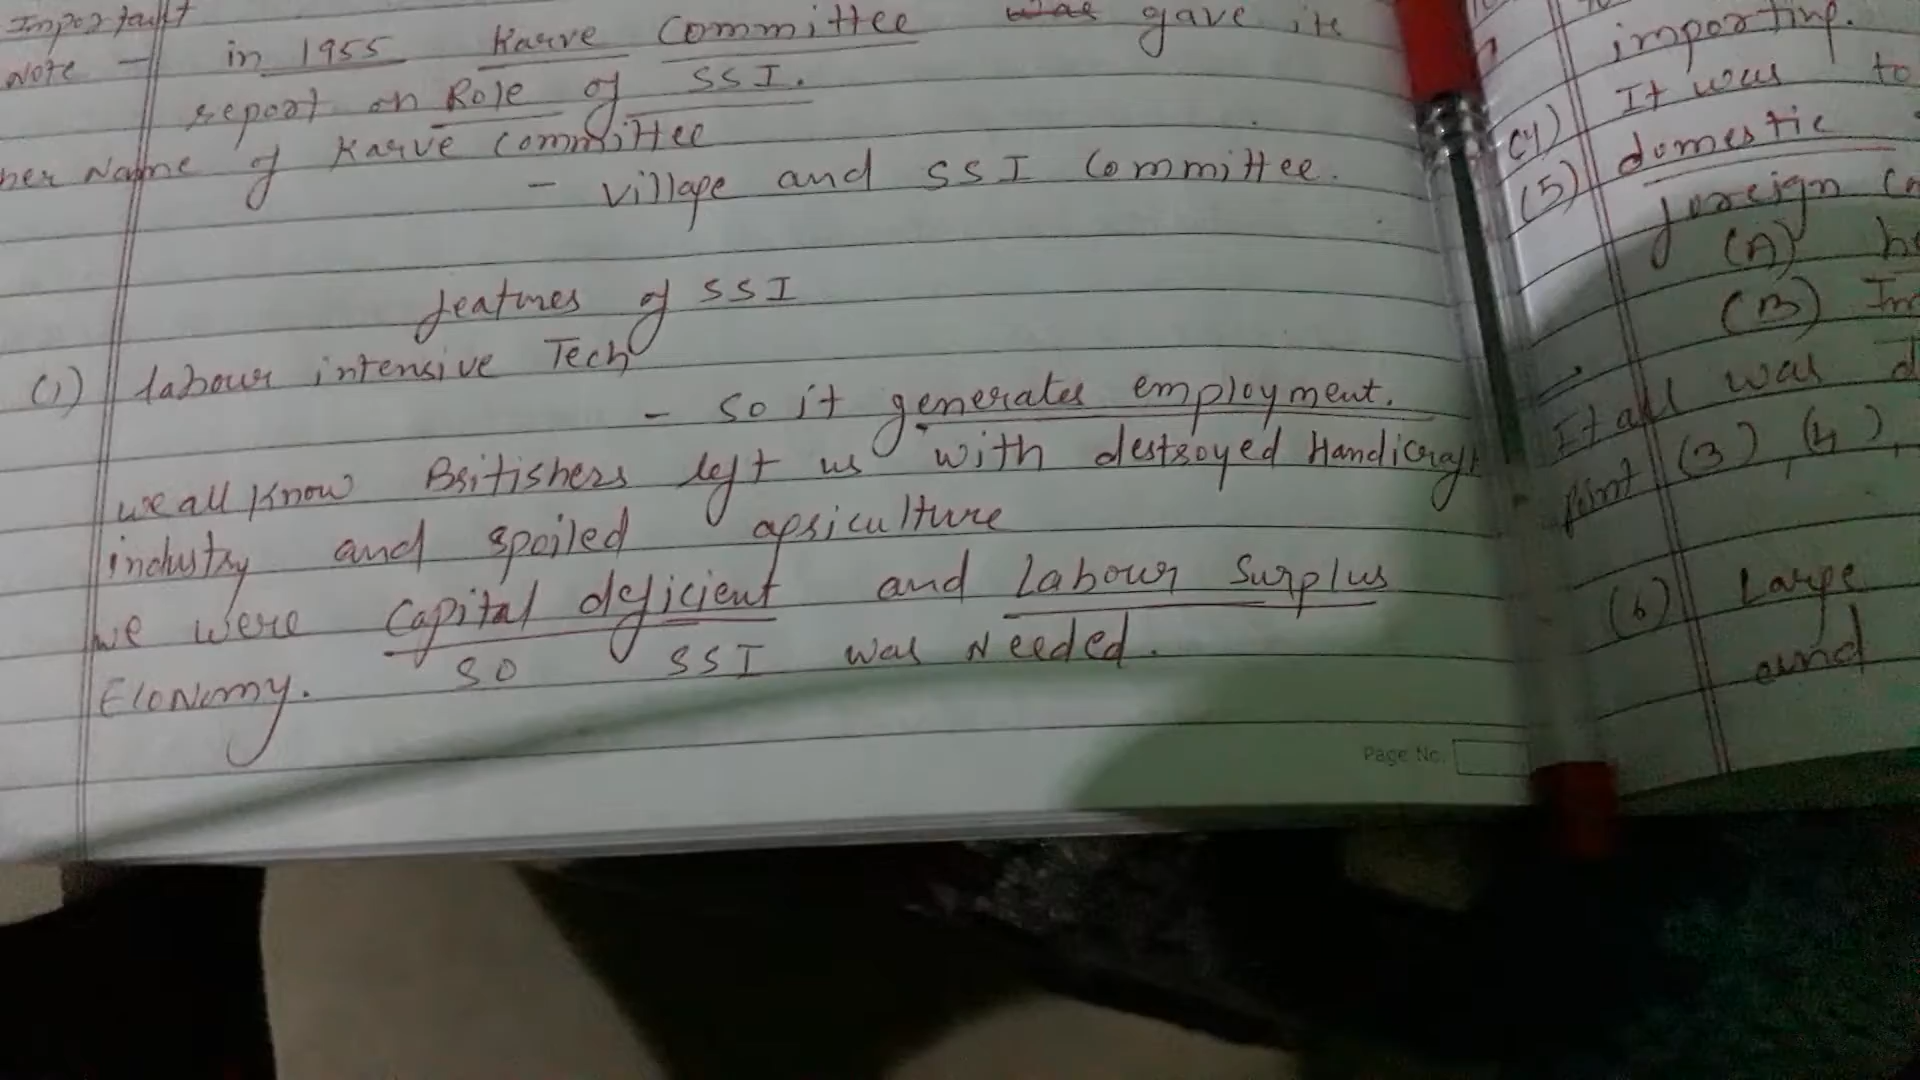 Important
Note - in 1955 Karve Committee was gave its
report on Role of SSI.
her Name of Karve Committee
- village and SSI Committee.
features of SSI
(1) labour intensive Tech
- so it generates employment.
we all know Britishers left us with destroyed Handicraft
industry and spoiled agriculture
we were Capital deficient and Labour Surplus
Economy. So SSI was Needed.
Page No.
importing.
(4) It was to
(5) domestic
foreign
(A)
(B)
It all was
point (3), (4),
(6) Large
and